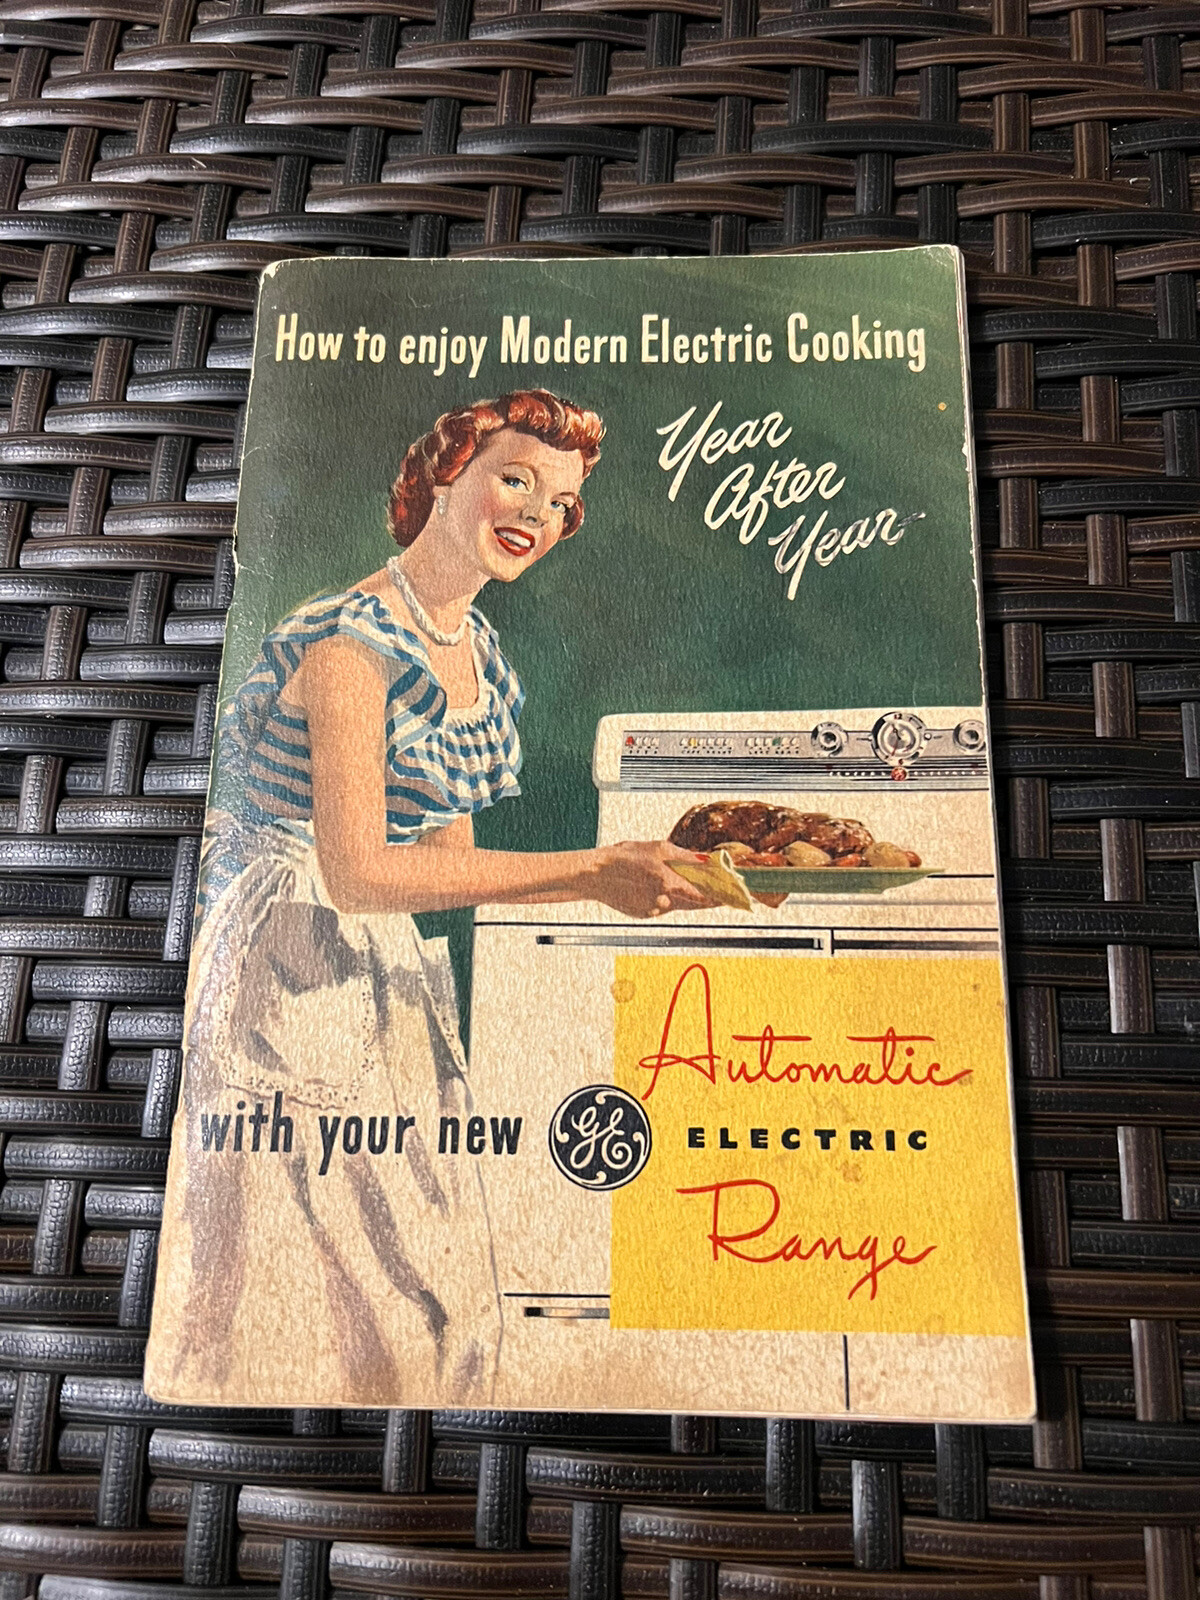 How to enjoy Modern Electric Cooking
Year
After
Year
Automatic
with your new GE ELECTRIC
Range